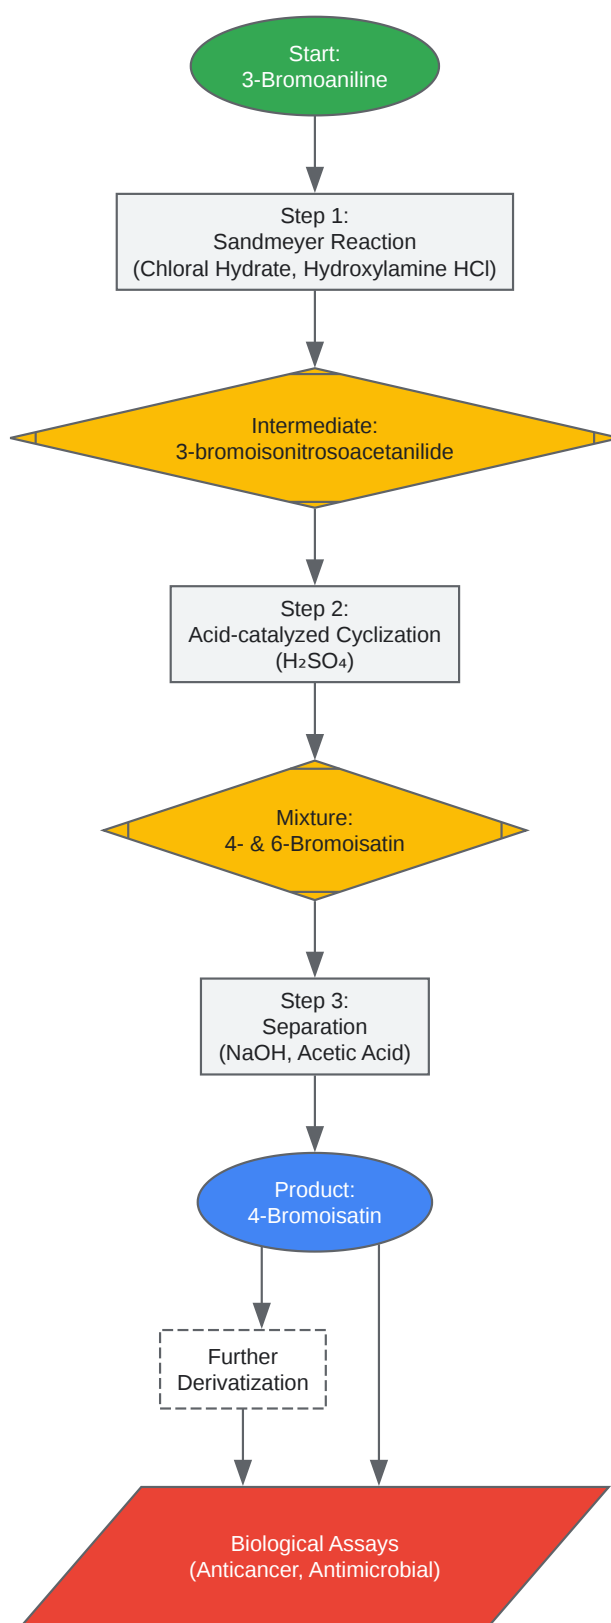 Start:
3-Bromoaniline
Step 1:
Sandmeyer Reaction
(Chloral Hydrate, Hydroxylamine HCl)
Intermediate:
3-bromoisonitrosoacetanilide
Step 2:
Acid-catalyzed Cyclization
(H₂SO₄)
Mixture:
4- & 6-Bromoisatin
Step 3:
Separation
(NaOH, Acetic Acid)
Product:
4-Bromoisatin
Further
Derivatization
Biological Assays
(Anticancer, Antimicrobial)